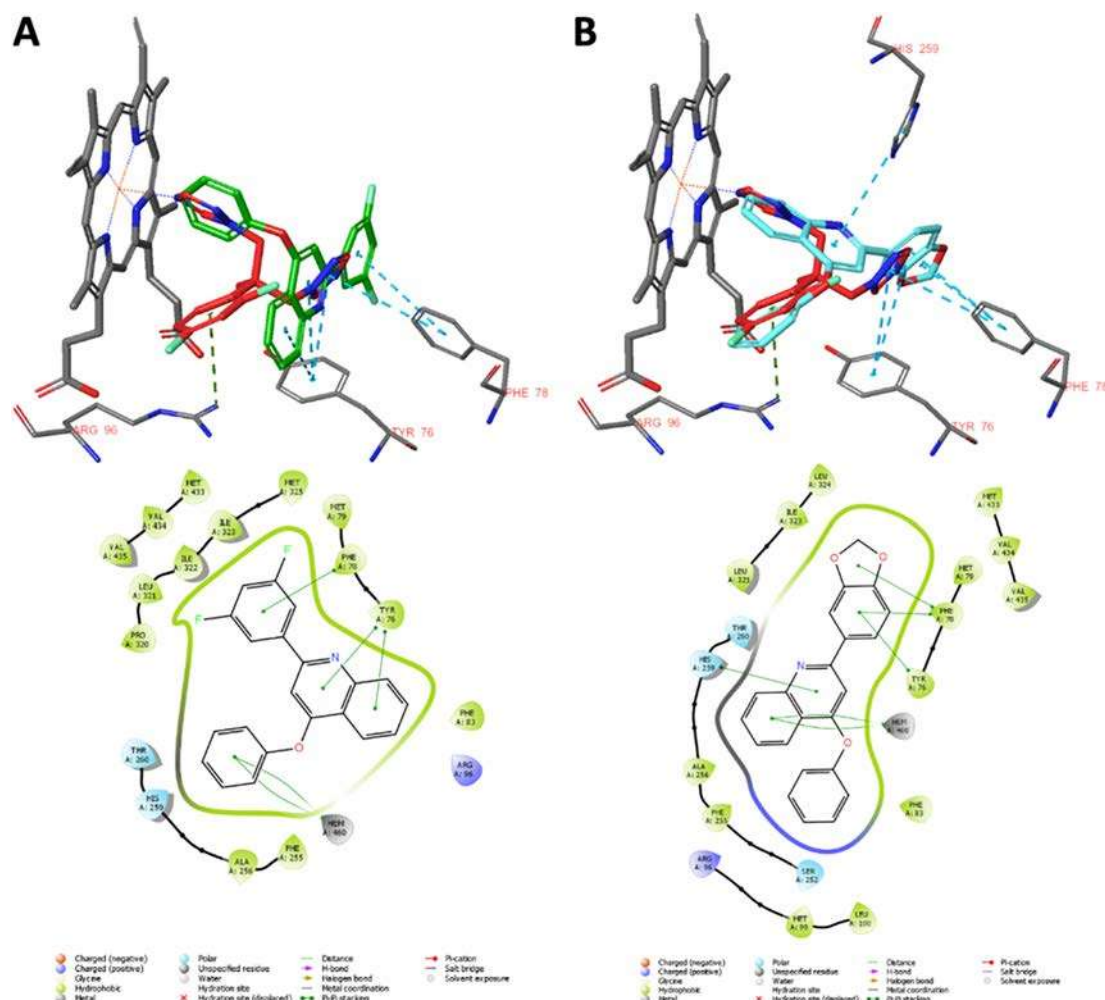 A
B
HIS 259
PHE 78
ARG 96
TYR 76
PHE 78
ARG 96
TYR 76
MET
A: 433
VAL
A: 434
VAL
A: 435
ILE
A: 323
ILE
A: 322
LEU
A: 321
PRO
A: 320
MET
A: 325
MET
A: 79
PHE
A: 78
TYR
A: 76
F
F
N
O
PHE
A: 83
ARG
A: 96
THR
A: 260
HIS
A: 259
HEM
A: 460
ALA
A: 256
PHE
A: 255
LEU
A: 324
ILE
A: 323
LEU
A: 321
MET
A: 433
VAL
A: 434
VAL
A: 435
MET
A: 79
PHE
A: 78
TYR
A: 76
THR
A: 260
HIS
O
O
N
O
HEM
A: 460
ALA
A: 256
PHE
A: 255
PHE
A: 83
ARG
A: 96
SER
A: 252
MET
LEU
Charged (negative)
Charged (positive)
Glycine
Hydrophobic
Metal
Polar
Unspecified residue
Water
Hydration site
Hydration site (displaced)
Distance
H-bond
Halogen bond
Metal coordination
Pi-Pi stacking
Pi-cation
Salt bridge
Solvent exposure
Charged (negative)
Charged (positive)
Glycine
Hydrophobic
Metal
Polar
Unspecified residue
Water
Hydration site
Hydration site (displaced)
Distance
H-bond
Halogen bond
Metal coordination
Pi-Pi stacking
Pi-cation
Salt bridge
Solvent exposure